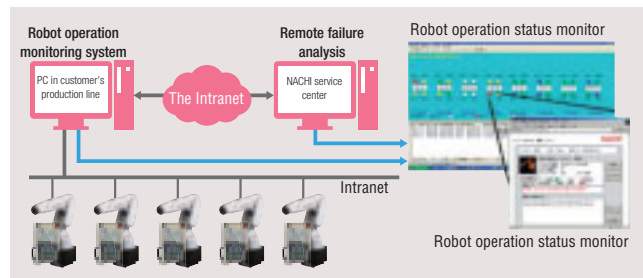 Robot operation
monitoring system
PC in customer's
production line
The Intranet
Remote failure
analysis
NACHI service
center
Robot operation status monitor
Intranet
Robot operation status monitor